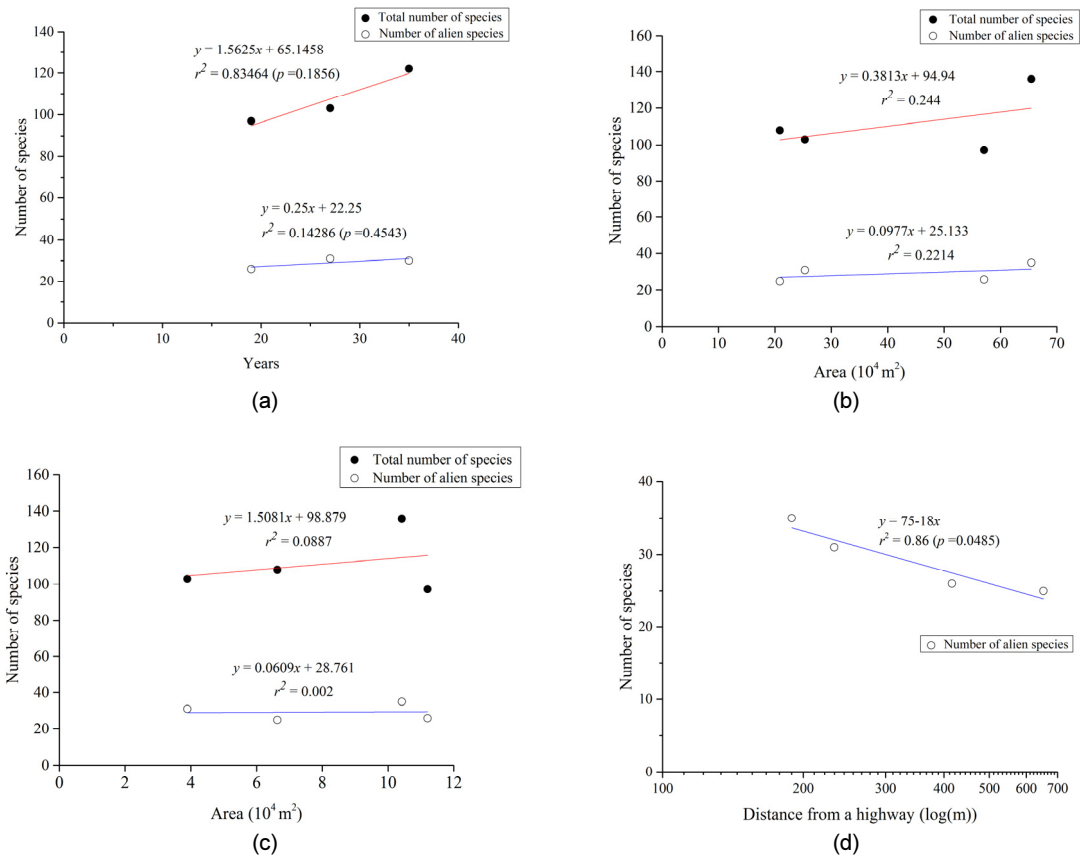 ● Total number of species
○ Number of alien species
y − 1.5625x + 65.1458
r² = 0.83464 (p =0.1856)
y = 0.25x + 22.25
r² = 0.14286 (p =0.4543)
Number of species
140
120
100
80
60
40
20
0
0
10
20
30
40
Years
(a)
● Total number of species
○ Number of alien species
y = 0.3813x + 94.94
r² = 0.244
y = 0.0977x + 25.133
r² = 0.2214
Number of species
160
140
120
100
80
60
40
20
0
0
10
20
30
40
50
60
70
Area (10⁴ m²)
(b)
● Total number of species
○ Number of alien species
y = 1.5081x + 98.879
r² = 0.0887
y = 0.0609x + 28.761
r² = 0.002
Number of species
160
140
120
100
80
60
40
20
0
0
2
4
6
8
10
12
Area (10⁴ m²)
(c)
y − 75-18x
r² = 0.86 (p =0.0485)
○ Number of alien species
Number of species
40
30
20
10
0
100
200
300
400
500
600
700
Distance from a highway (log(m))
(d)